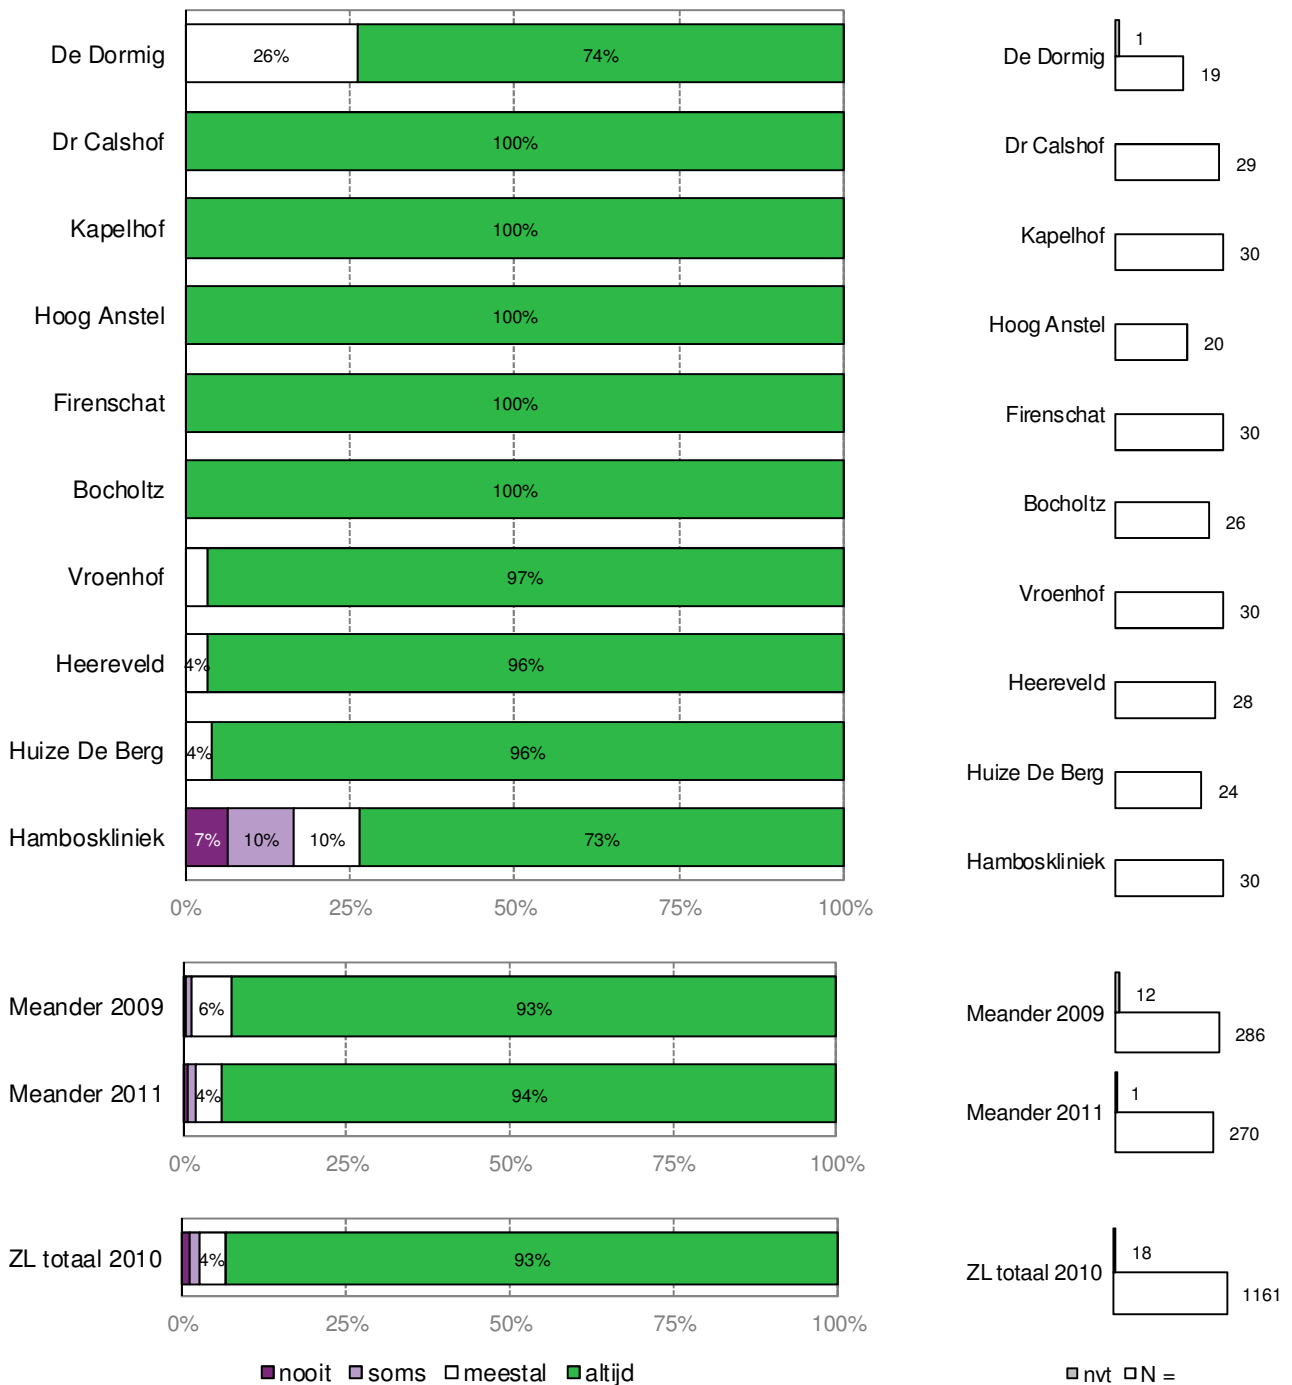 De Dormig 26% 74%
Dr Calshof 100%
Kapelhof 100%
Hoog Anstel 100%
Firenschat 100%
Bocholtz 100%
Vroenhof 97%
Heereveld 4% 96%
Huize De Berg 4% 96%
Hamboskliniek 7% 10% 10% 73%
0% 25% 50% 75% 100%
Meander 2009 6% 93%
Meander 2011 4% 94%
0% 25% 50% 75% 100%
ZL totaal 2010 4% 93%
0% 25% 50% 75% 100%
nooit soms meestal altijd
De Dormig 1
19
Dr Calshof 29
Kapelhof 30
Hoog Anstel 20
Firenschat 30
Bocholtz 26
Vroenhof 30
Heereveld 28
Huize De Berg 24
Hamboskliniek 30
Meander 2009 12
286
Meander 2011 1
270
ZL totaal 2010 18
1161
nvt N =